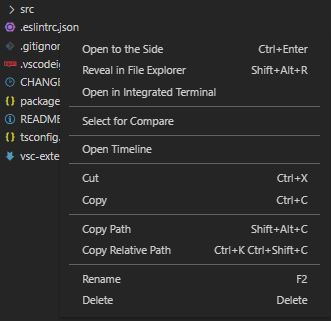 src
.eslintrc.json
.gitignor
.vscodeig
CHANGE
package
README
tsconfig.
vsc-exte
Open to the Side Ctrl+Enter
Reveal in File Explorer Shift+Alt+R
Open in Integrated Terminal
Select for Compare
Open Timeline
Cut Ctrl+X
Copy Ctrl+C
Copy Path Shift+Alt+C
Copy Relative Path Ctrl+K Ctrl+Shift+C
Rename F2
Delete Delete